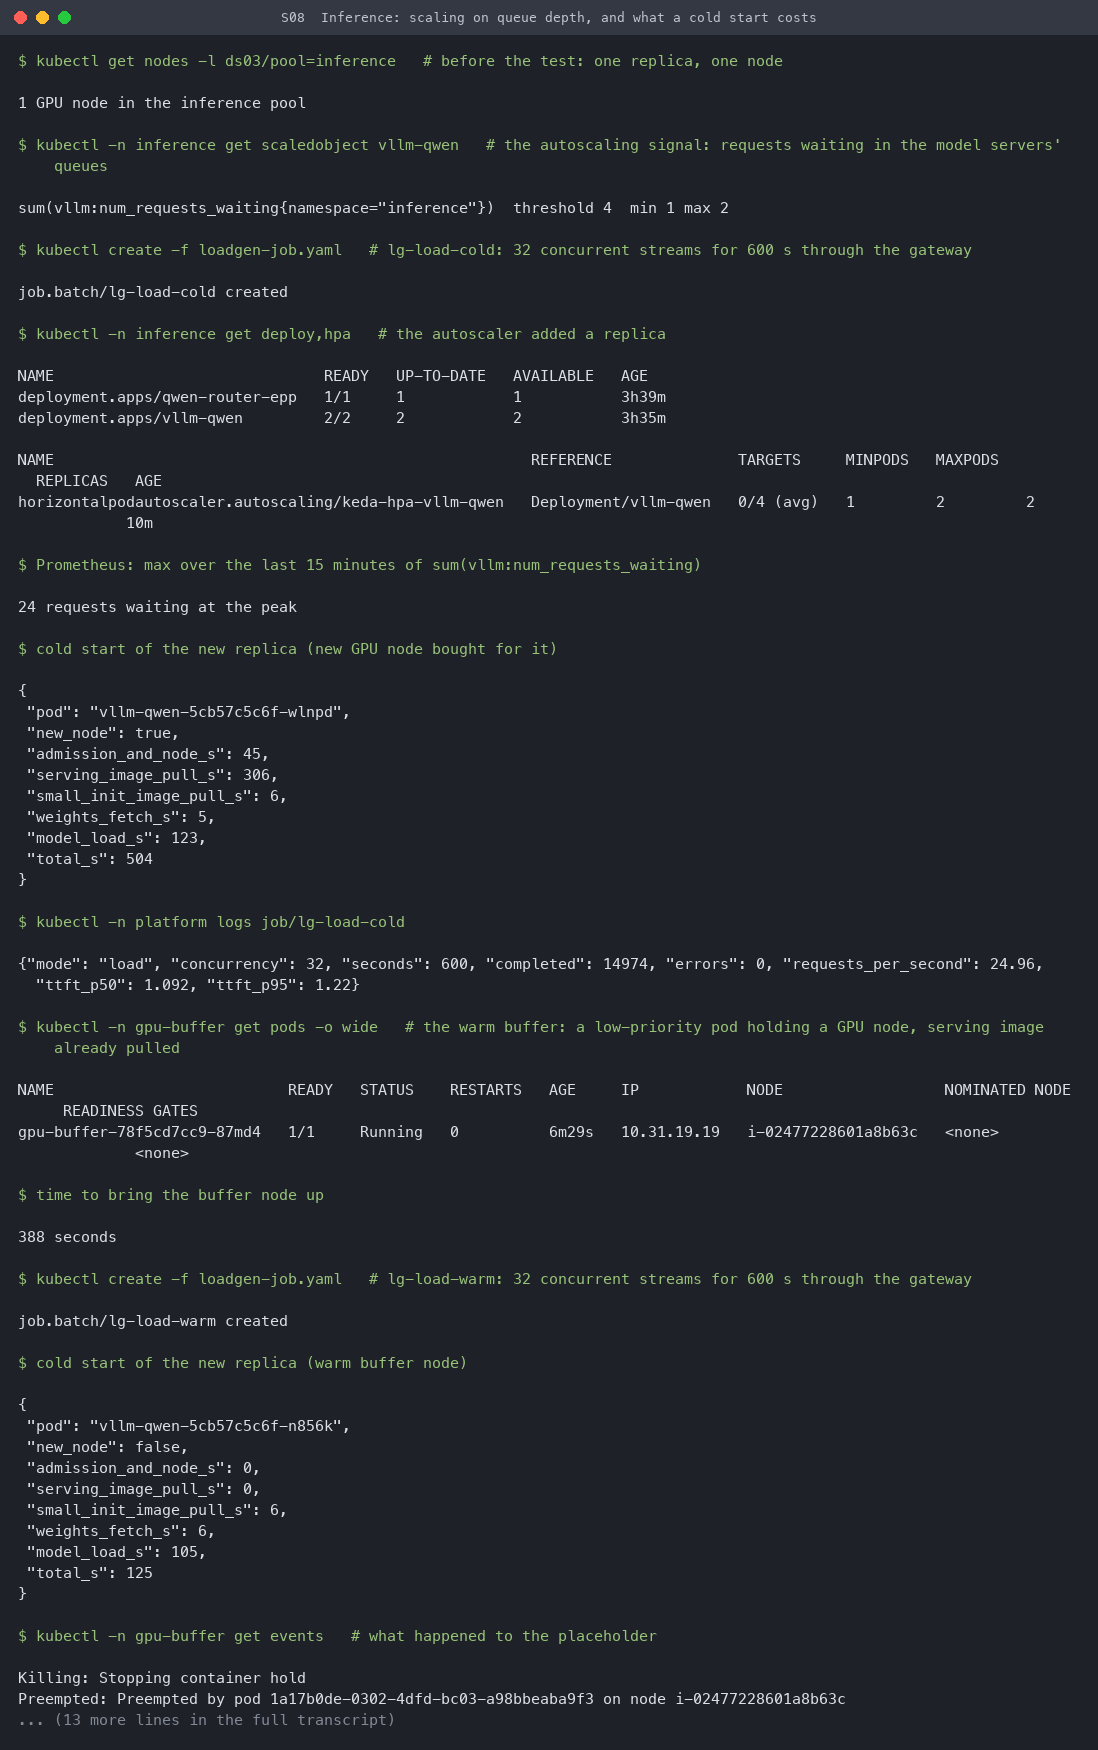 S08  Inference: scaling on queue depth, and what a cold start costs
$ kubectl get nodes -l ds03/pool=inference   # before the test: one replica, one node
1 GPU node in the inference pool
$ kubectl -n inference get scaledobject vllm-qwen   # the autoscaling signal: requests waiting in the model servers'
queues
sum(vllm:num_requests_waiting{namespace="inference"})  threshold 4  min 1 max 2
$ kubectl create -f loadgen-job.yaml   # lg-load-cold: 32 concurrent streams for 600 s through the gateway
job.batch/lg-load-cold created
$ kubectl -n inference get deploy,hpa   # the autoscaler added a replica
NAME                              READY   UP-TO-DATE   AVAILABLE   AGE
deployment.apps/qwen-router-epp   1/1     1            1           3h39m
deployment.apps/vllm-qwen         2/2     2            2           3h35m
NAME                                                     REFERENCE              TARGETS     MINPODS   MAXPODS
REPLICAS   AGE
horizontalpodautoscaler.autoscaling/keda-hpa-vllm-qwen   Deployment/vllm-qwen   0/4 (avg)   1         2         2
10m
$ Prometheus: max over the last 15 minutes of sum(vllm:num_requests_waiting)
24 requests waiting at the peak
$ cold start of the new replica (new GPU node bought for it)
{
"pod": "vllm-qwen-5cb57c5c6f-wlnpd",
"new_node": true,
"admission_and_node_s": 45,
"serving_image_pull_s": 306,
"small_init_image_pull_s": 6,
"weights_fetch_s": 5,
"model_load_s": 123,
"total_s": 504
}
$ kubectl -n platform logs job/lg-load-cold
{"mode": "load", "concurrency": 32, "seconds": 600, "completed": 14974, "errors": 0, "requests_per_second": 24.96,
"ttft_p50": 1.092, "ttft_p95": 1.22}
$ kubectl -n gpu-buffer get pods -o wide   # the warm buffer: a low-priority pod holding a GPU node, serving image
already pulled
NAME                          READY   STATUS    RESTARTS   AGE     IP            NODE                  NOMINATED NODE
READINESS GATES
gpu-buffer-78f5cd7cc9-87md4   1/1     Running   0          6m29s   10.31.19.19   i-02477228601a8b63c   <none>
<none>
$ time to bring the buffer node up
388 seconds
$ kubectl create -f loadgen-job.yaml   # lg-load-warm: 32 concurrent streams for 600 s through the gateway
job.batch/lg-load-warm created
$ cold start of the new replica (warm buffer node)
{
"pod": "vllm-qwen-5cb57c5c6f-n856k",
"new_node": false,
"admission_and_node_s": 0,
"serving_image_pull_s": 0,
"small_init_image_pull_s": 6,
"weights_fetch_s": 6,
"model_load_s": 105,
"total_s": 125
}
$ kubectl -n gpu-buffer get events   # what happened to the placeholder
Killing: Stopping container hold
Preempted: Preempted by pod 1a17b0de-0302-4dfd-bc03-a98bbeaba9f3 on node i-02477228601a8b63c
... (13 more lines in the full transcript)